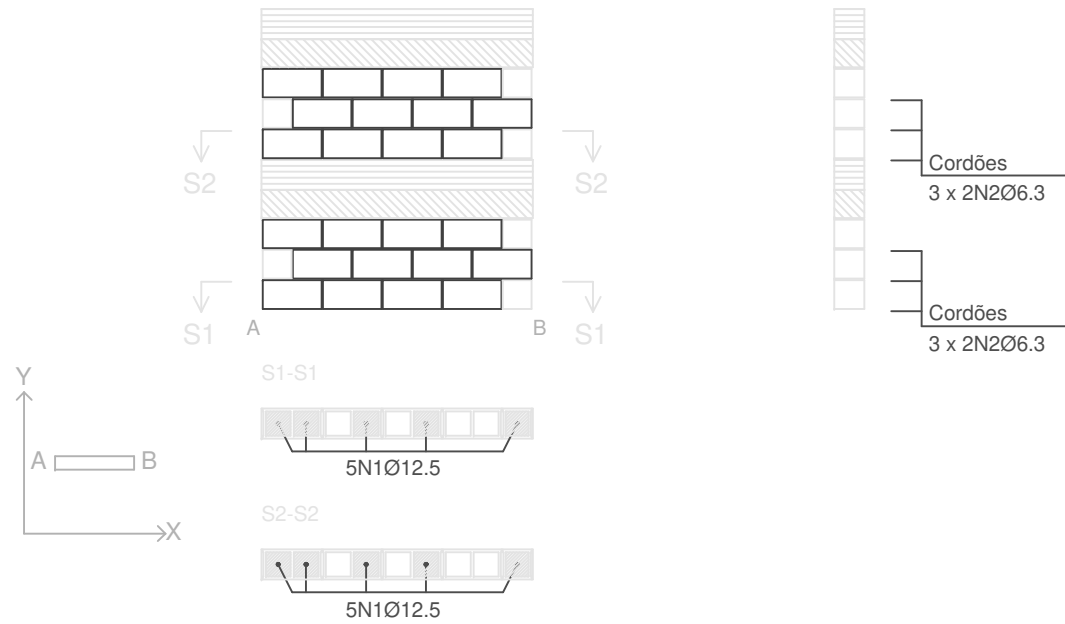 S2
S2
Cordões
3 x 2N2Ø6.3
S1
S1
A
B
Cordões
3 x 2N2Ø6.3
S1-S1
5N1Ø12.5
Y
A
B
X
S2-S2
5N1Ø12.5